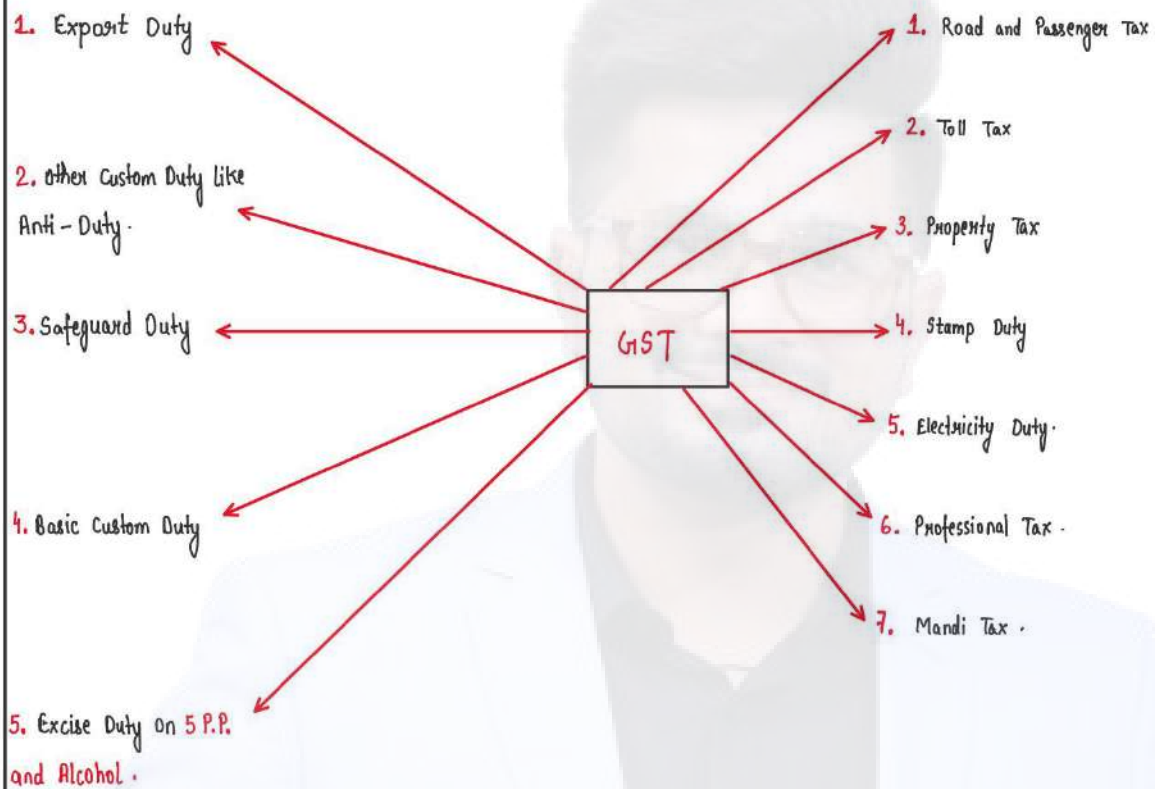 1. Export Duty
2. other Custom Duty Like
Anti-Duty.
3. Safeguard Duty
4. Basic Custom Duty
5. Excise Duty on 5 P.P.
and Alcohol.
GST
1. Road and Passenger Tax
2. Toll Tax
3. Property Tax
4. Stamp Duty
5. Electricity Duty.
6. Professional Tax.
7. Mandi Tax.